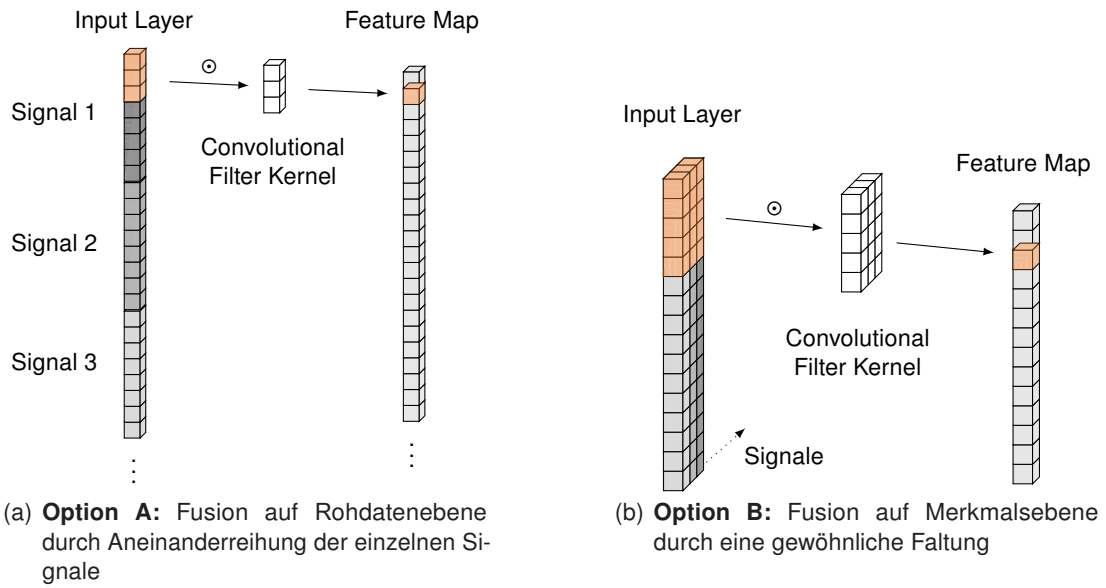 Input Layer
Feature Map
⊙
Signal 1
Convolutional
Filter Kernel
Signal 2
Signal 3
⋮
⋮
(a) Option A: Fusion auf Rohdatenebene
durch Aneinanderreihung der einzelnen Si-
gnale
Input Layer
Feature Map
⊙
Convolutional
Filter Kernel
Signale
(b) Option B: Fusion auf Merkmalsebene
durch eine gewöhnliche Faltung